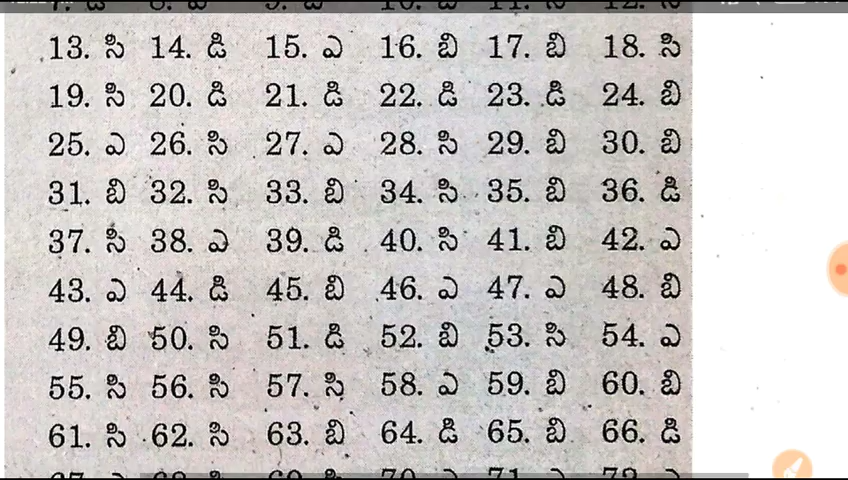 13. సి 14. డి 15. ఎ 16. బి 17. బి 18. సి
19. సి 20. డి 21. డి 22. డి 23. డి 24. బి
25. ఎ 26. సి 27. ఎ 28. సి 29. బి 30. బి
31. బి 32. సి 33. బి 34. సి 35. బి 36. డి
37. సి 38. ఎ 39. డి 40. సి 41. బి 42. ఎ
43. ఎ 44. డి 45. బి 46. ఎ 47. ఎ 48. బి
49. బి 50. సి 51. డి 52. బి 53. సి 54. ఎ
55. సి 56. సి 57. సి 58. ఎ 59. బి 60. బి
61. సి 62. సి 63. బి 64. డి 65. బి 66. డి